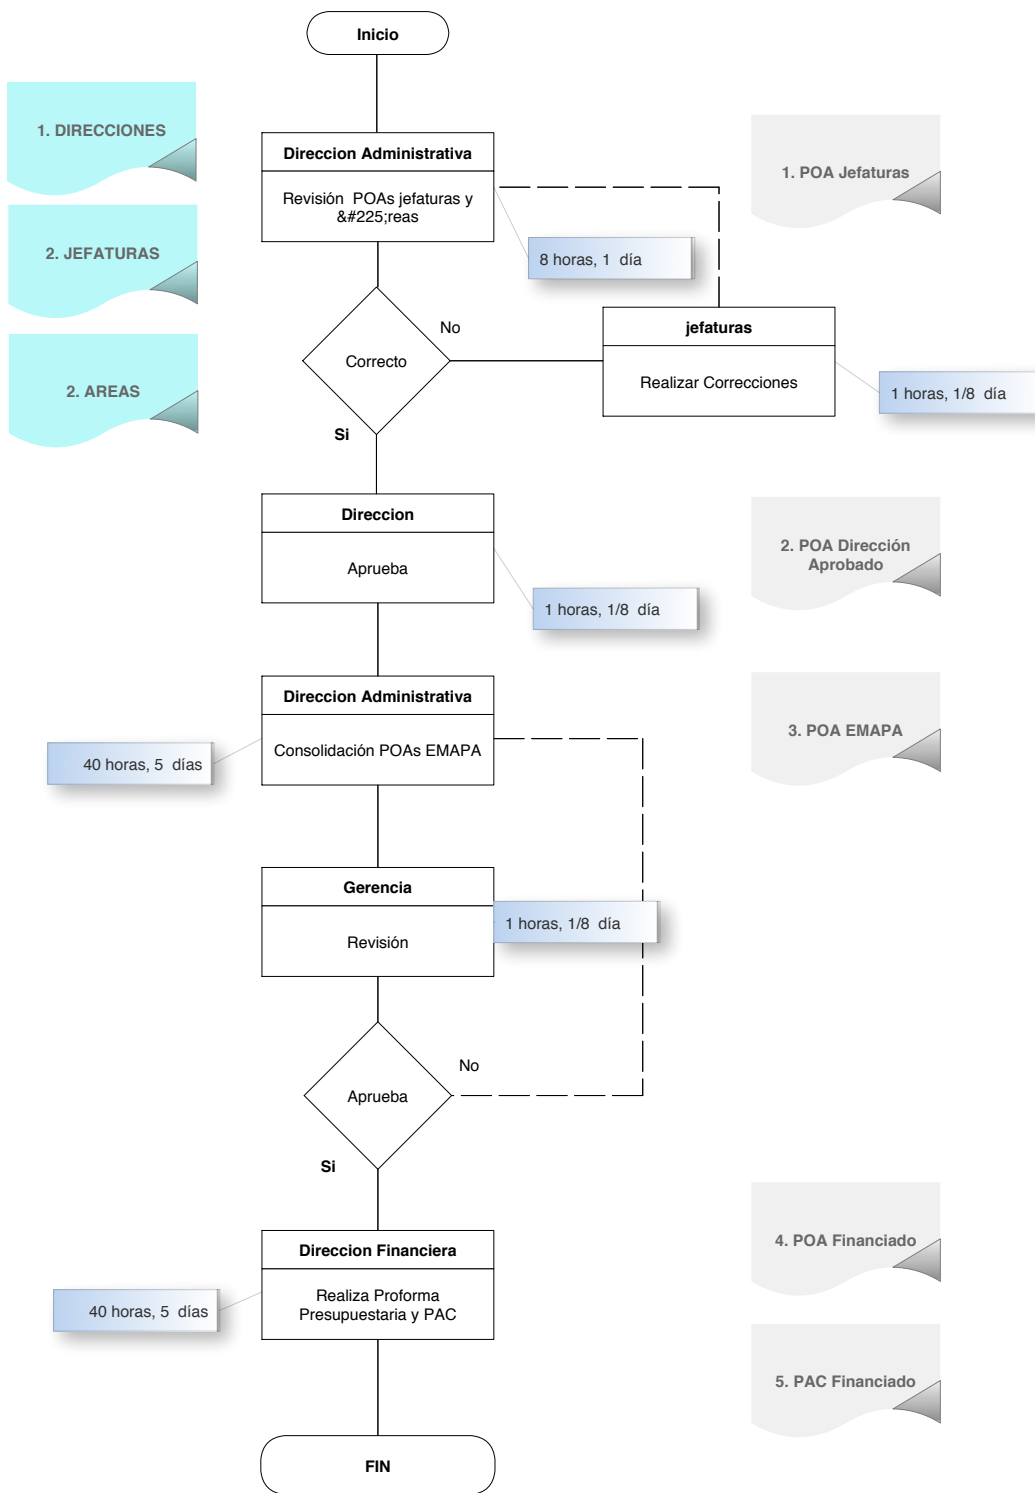 Inicio
1. DIRECCIONES
Direccion Administrativa
1. POA Jefaturas
Revisión  POAs jefaturas y
&#225;reas
2. JEFATURAS
8 horas, 1  día
No
jefaturas
Correcto
Realizar Correcciones
2. AREAS
1 horas, 1/8  día
Si
Direccion
2. POA Dirección
Aprobado
Aprueba
1 horas, 1/8  día
Direccion Administrativa
3. POA EMAPA
Consolidación POAs EMAPA
40 horas, 5  días
Gerencia
1 horas, 1/8  día
Revisión
No
Aprueba
Si
4. POA Financiado
Direccion Financiera
Realiza Proforma
Presupuestaria y PAC
40 horas, 5  días
5. PAC Financiado
FIN